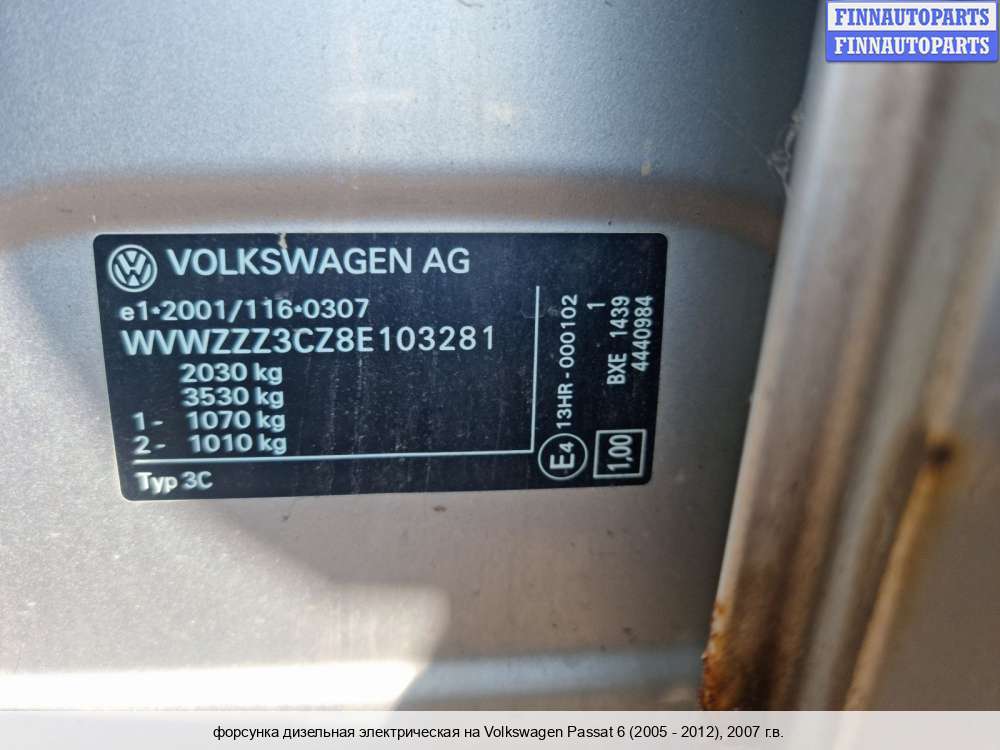 FINNAUTOPARTS
FINNAUTOPARTS
VOLKSWAGEN AG
e1*2001/116*0307
WVWZZZ3CZ8E103281
2030 kg
3530 kg
1- 1070 kg
2- 1010 kg
Typ 3C
E4 13HR-000102
1
BXE 1439
4440984
1,00
форсунка дизельная электрическая на Volkswagen Passat 6 (2005 - 2012), 2007 г.в.